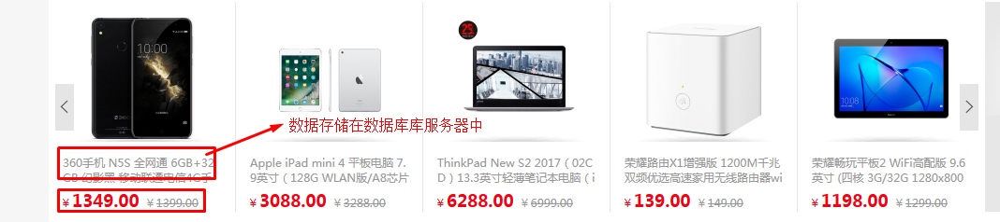 数据存储在数据库库服务器中
360手机 N5S 全网通 6GB+32
GB 幻影黑 移动联通电信4G手
¥ 1349.00 ¥ 1399.00
Apple iPad mini 4 平板电脑 7.
9英寸（128G WLAN版/A8芯片
¥ 3088.00 ¥ 3288.00
ThinkPad New S2 2017（02C
D）13.3英寸轻薄笔记本电脑（i
¥ 6288.00 ¥ 6999.00
荣耀路由X1增强版 1200M千兆
双频优选高速家用无线路由器wi
¥ 139.00 ¥ 149.00
荣耀畅玩平板2 WiFi高配版 9.6
英寸 (四核 3G/32G 1280x800
¥ 1198.00 ¥ 1299.00